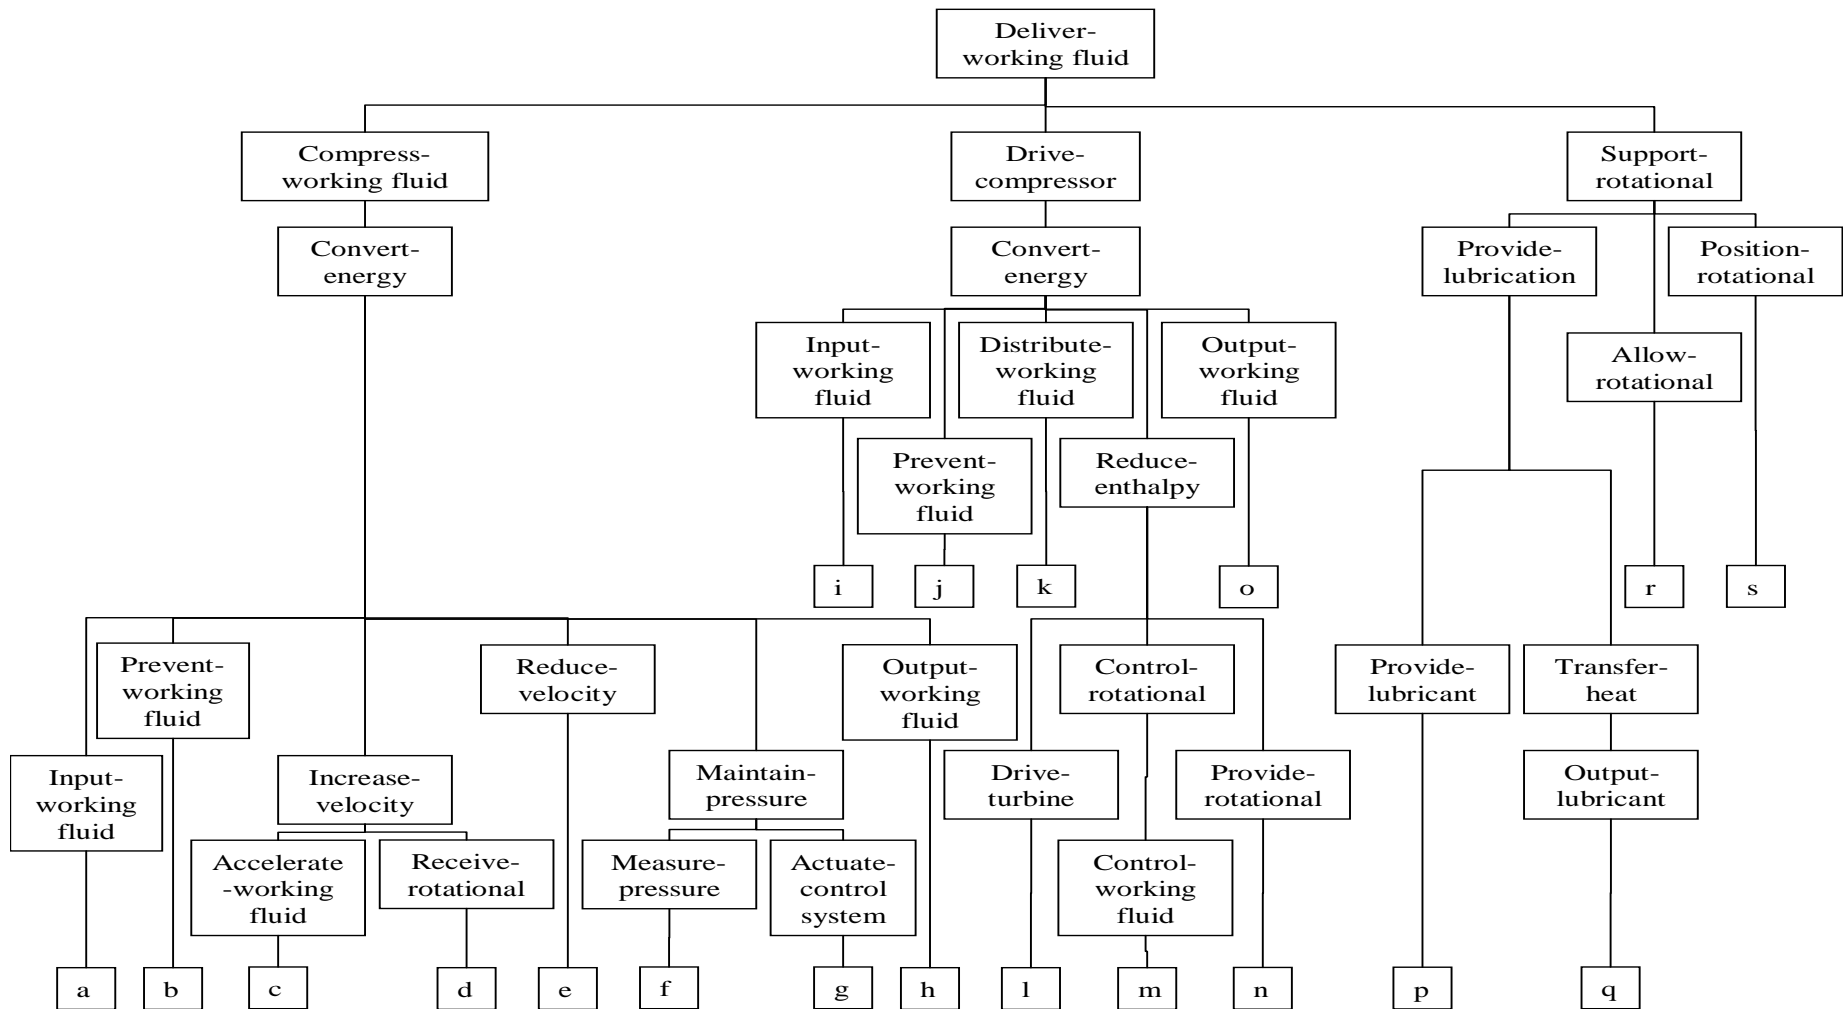 Deliver-
working fluid
Compress-
working fluid
Drive-
compressor
Support-
rotational
Convert-
energy
Convert-
energy
Provide-
lubrication
Position-
rotational
Input-
working
fluid
Distribute-
working
fluid
Output-
working
fluid
Allow-
rotational
Prevent-
working
fluid
Reduce-
enthalpy
i
j
k
o
r
s
Prevent-
working
fluid
Reduce-
velocity
Output-
working
fluid
Control-
rotational
Provide-
lubricant
Transfer-
heat
Input-
working
fluid
Increase-
velocity
Maintain-
pressure
Drive-
turbine
Provide-
rotational
Output-
lubricant
Accelerate
-working
fluid
Receive-
rotational
Measure-
pressure
Actuate-
control
system
Control-
working
fluid
a
b
c
d
e
f
g
h
l
m
n
p
q